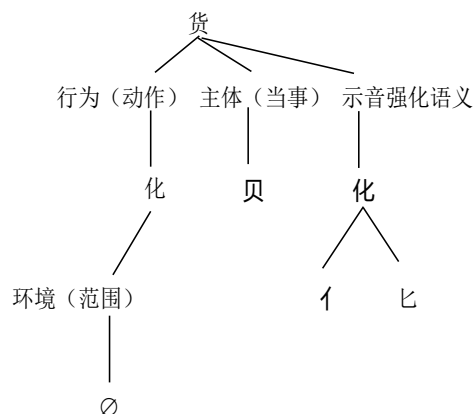 货
行为（动作） 主体（当事） 示音强化语义
化 贝 化
环境（范围） 亻 匕
∅